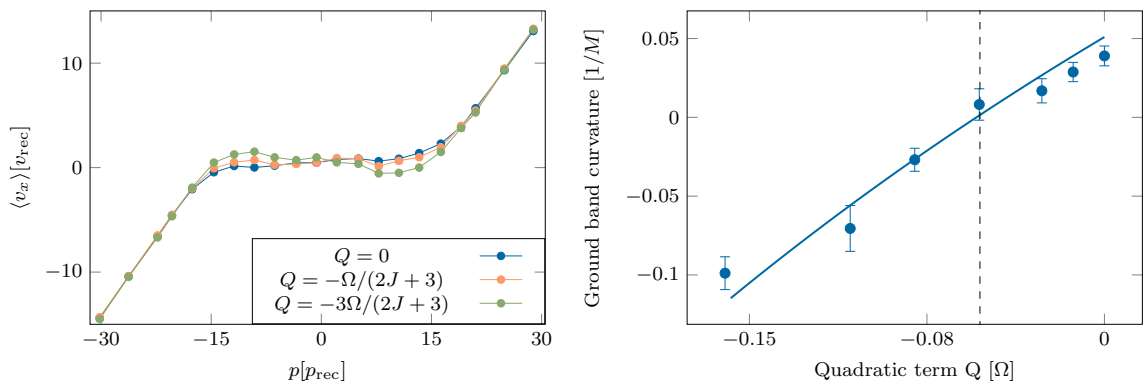 10
0
−10
−30
−15
0
15
30
⟨v_x⟩[v_rec]
p[p_rec]
Q = 0
Q = −Ω/(2J + 3)
Q = −3Ω/(2J + 3)
0.05
0
−0.05
−0.1
−0.15
−0.08
0
Ground band curvature [1/M]
Quadratic term Q [Ω]